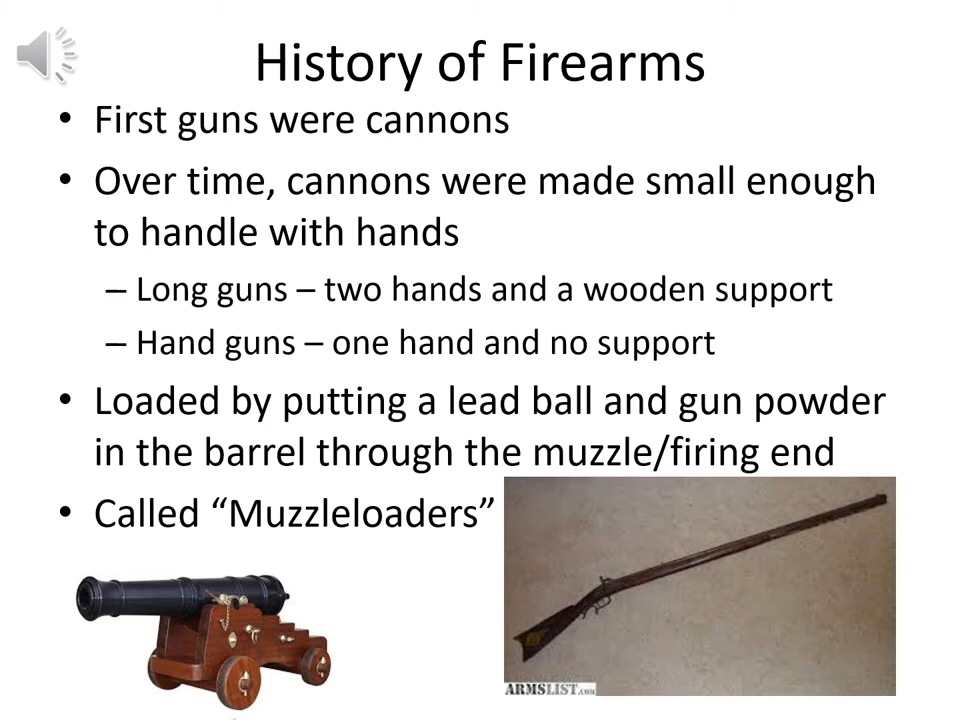 History of Firearms
• First guns were cannons
• Over time, cannons were made small enough
to handle with hands
– Long guns – two hands and a wooden support
– Hand guns – one hand and no support
• Loaded by putting a lead ball and gun powder
in the barrel through the muzzle/firing end
• Called “Muzzleloaders”
ARMSLIST.COM